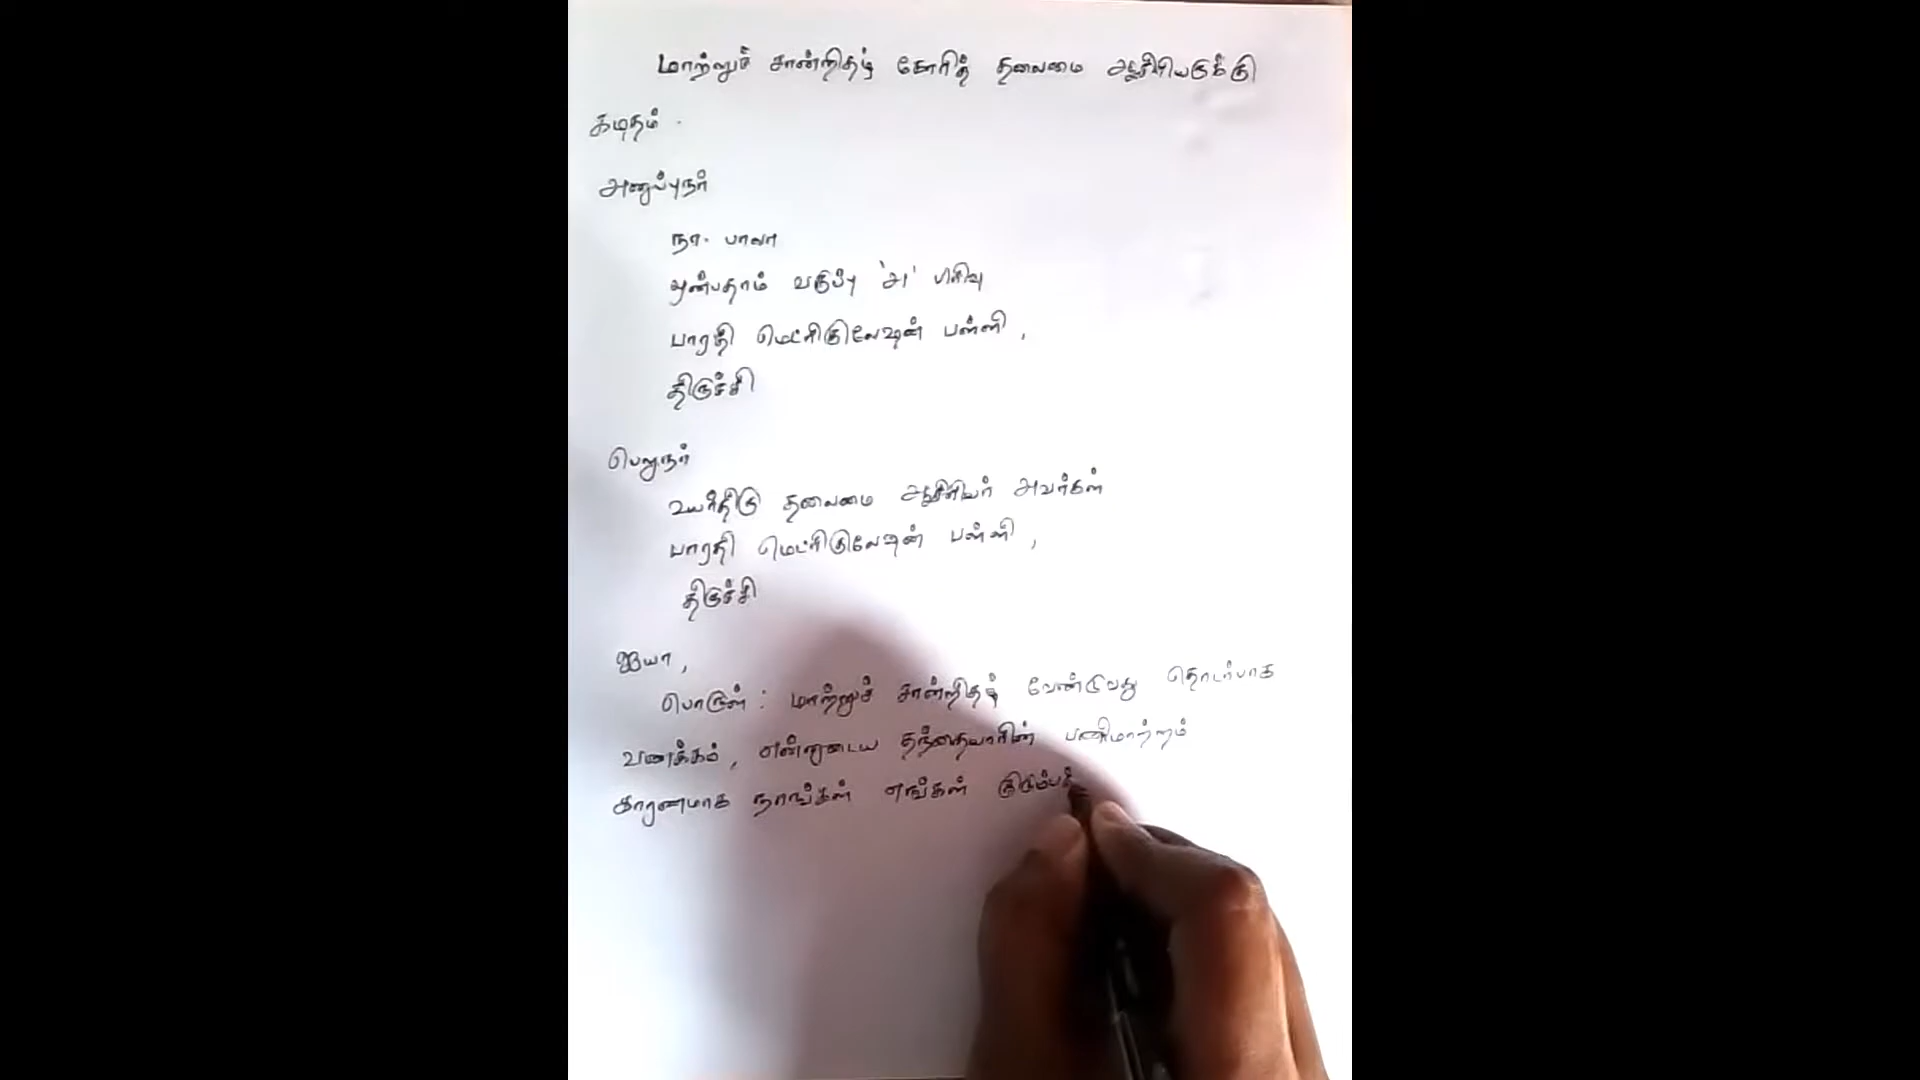 மாற்றுச் சான்றிதழ் கோரித் தலைமை ஆசிரியருக்கு
கடிதம் .
அனுப்புநர்
நா. பாலா
ஒன்பதாம் வகுப்பு 'அ' பிரிவு
பாரதி மெட்ரிகுலேஷன் பள்ளி ,
திருச்சி
பெறுநர்
உயர்திரு தலைமை ஆசிரியர் அவர்கள்
பாரதி மெட்ரிகுலேஷன் பள்ளி ,
திருச்சி
ஐயா ,
பொருள் : மாற்றுச் சான்றிதழ் வேண்டுவது தொடர்பாக
வணக்கம் , என்னுடைய தந்தையாரின் பணிமாற்றம்
காரணமாக நாங்கள் எங்கள் குடும்பத்